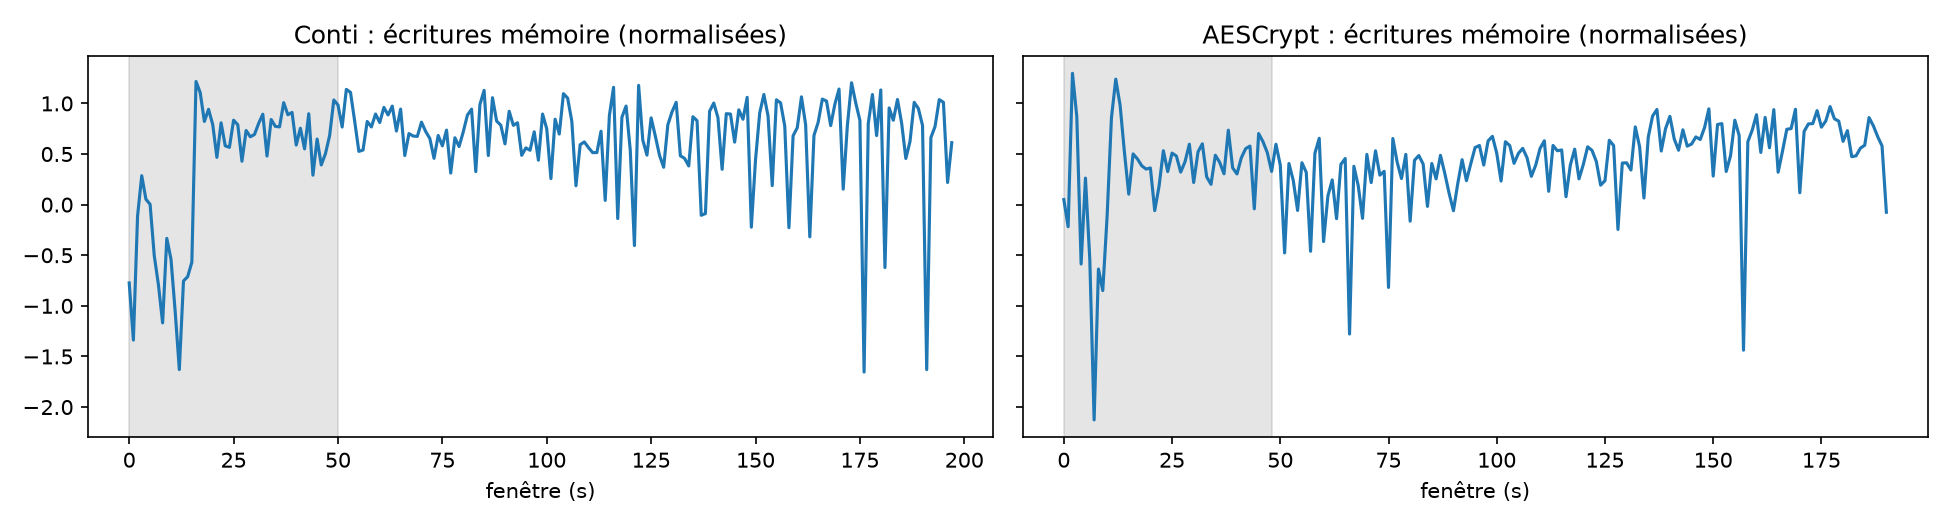 Conti : écritures mémoire (normalisées)
AESCrypt : écritures mémoire (normalisées)
1.0
0.5
0.0
−0.5
−1.0
−1.5
−2.0
0 25 50 75 100 125 150 175 200
0 25 50 75 100 125 150 175
fenêtre (s)
fenêtre (s)